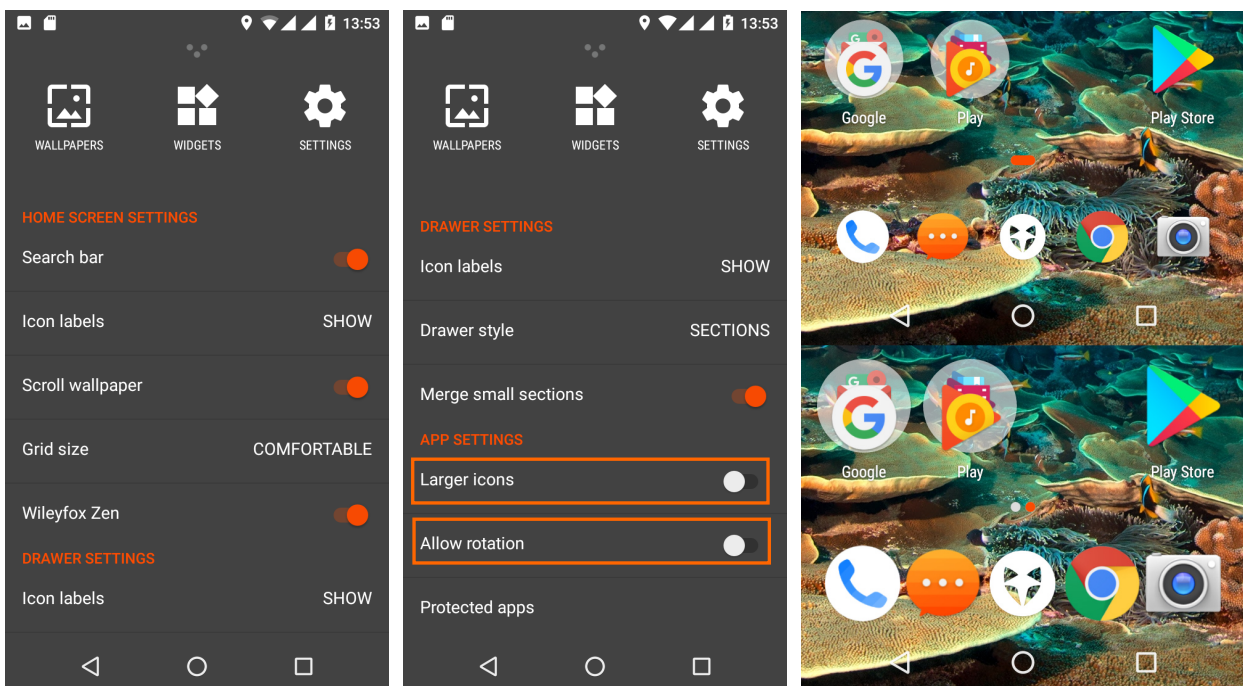 13:53
WALLPAPERS WIDGETS SETTINGS
HOME SCREEN SETTINGS
Search bar
Icon labels SHOW
Scroll wallpaper
Grid size COMFORTABLE
Wileyfox Zen
DRAWER SETTINGS
Icon labels SHOW
13:53
WALLPAPERS WIDGETS SETTINGS
DRAWER SETTINGS
Icon labels SHOW
Drawer style SECTIONS
Merge small sections
APP SETTINGS
Larger icons
Allow rotation
Protected apps
G
G
Google Play Play Store
G
G
Google Play Play Store